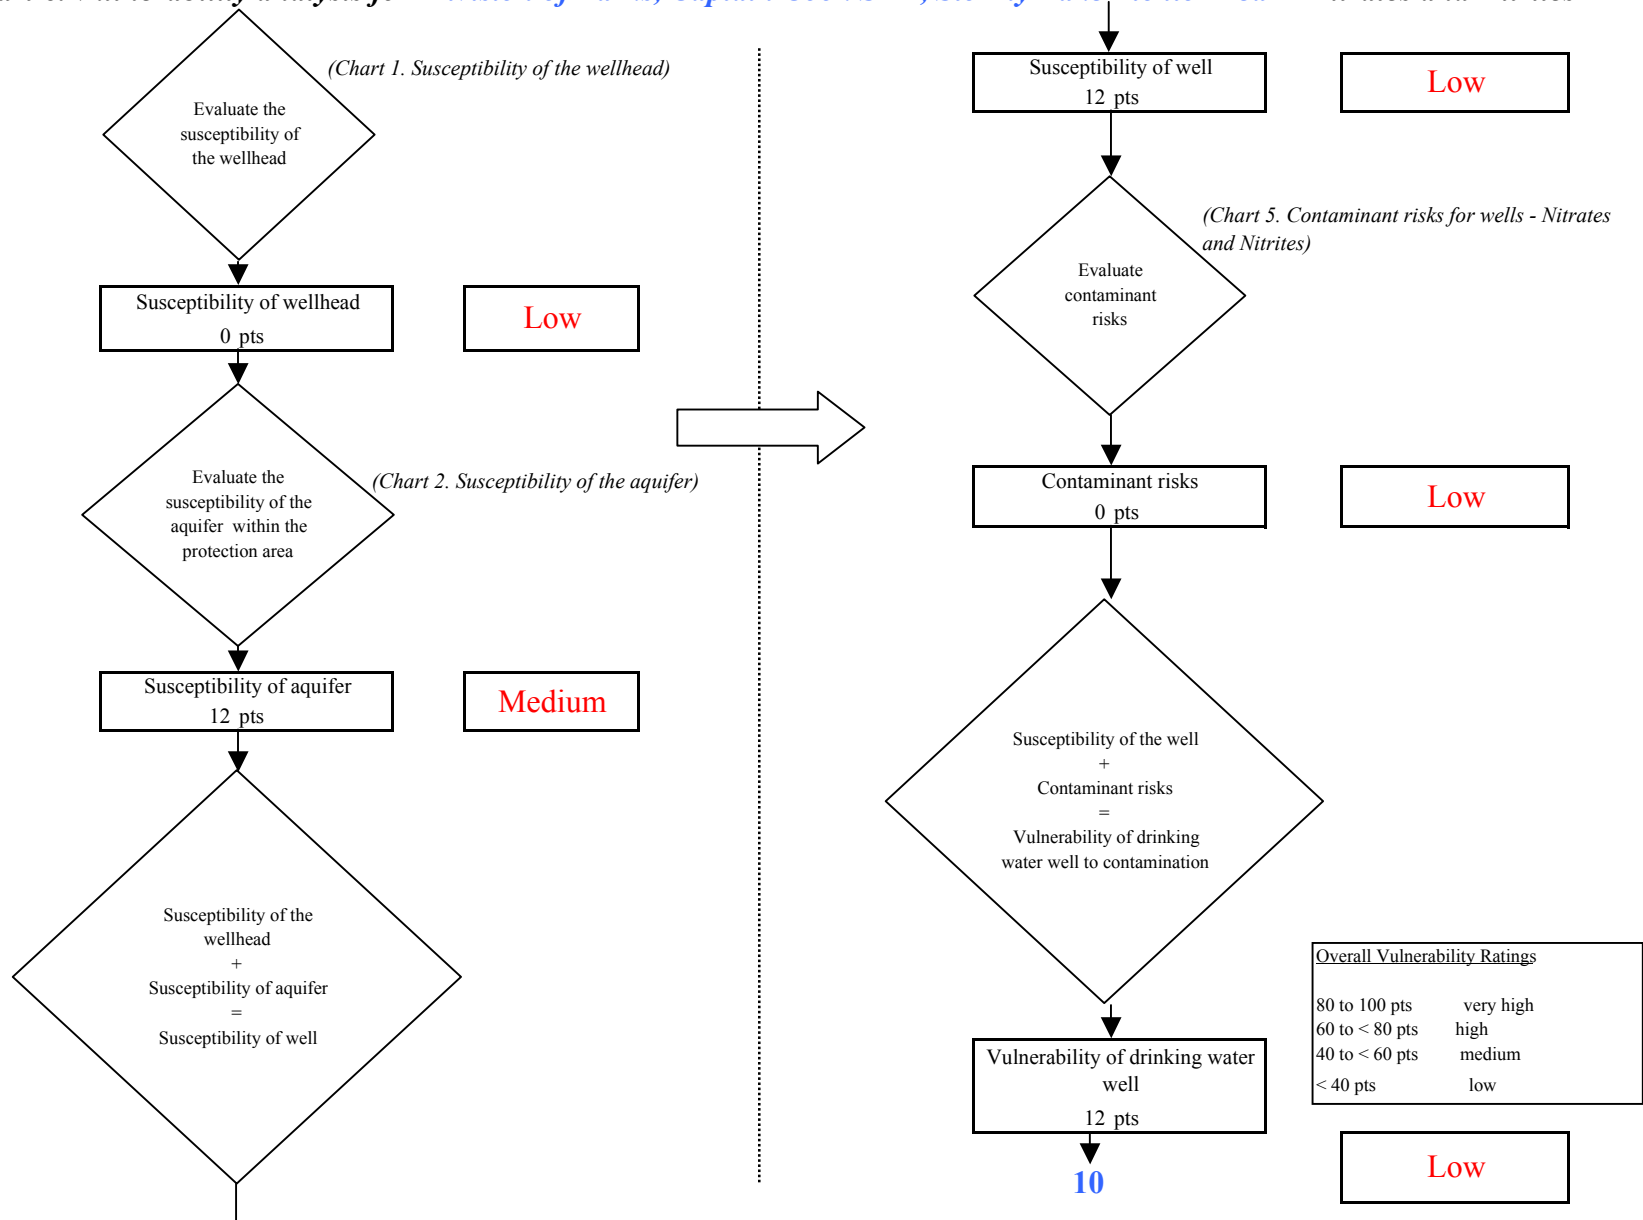 (Chart 1. Susceptibility of the wellhead)
Evaluate the
susceptibility of
the wellhead
Susceptibility of wellhead
0 pts
Low
Evaluate the
susceptibility of the
aquifer within the
protection area
(Chart 2. Susceptibility of the aquifer)
Susceptibility of aquifer
12 pts
Medium
Susceptibility of the
wellhead
+
Susceptibility of aquifer
=
Susceptibility of well
Susceptibility of well
12 pts
Low
(Chart 5. Contaminant risks for wells - Nitrates
and Nitrites)
Evaluate
contaminant
risks
Contaminant risks
0 pts
Low
Susceptibility of the well
+
Contaminant risks
=
Vulnerability of drinking
water well to contamination
Overall Vulnerability Ratings
80 to 100 pts very high
60 to < 80 pts high
40 to < 60 pts medium
< 40 pts low
Vulnerability of drinking water
well
12 pts
Low
10